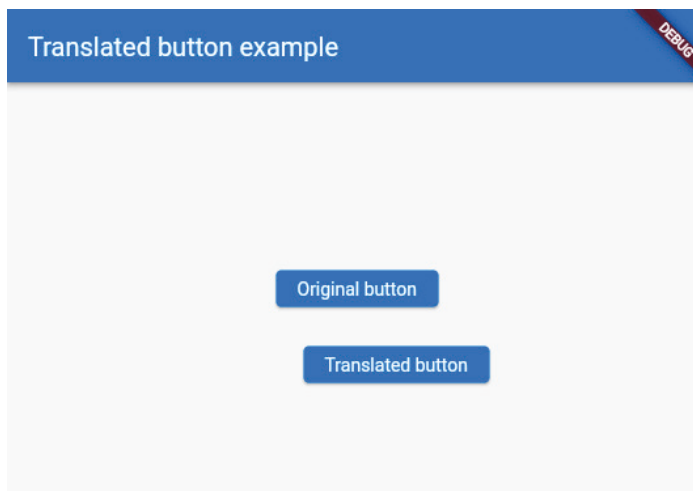 Translated button example
DEBUG
Original button
Translated button